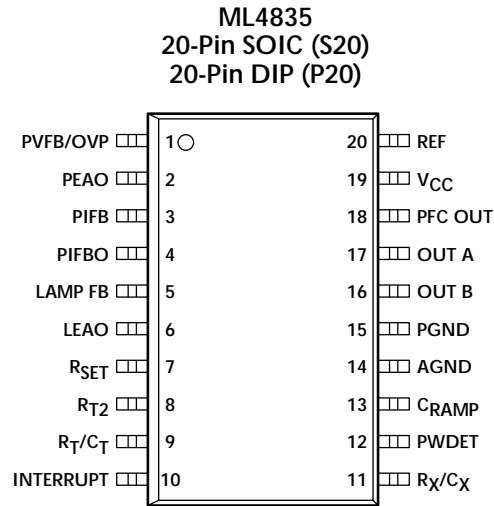 ML4835
20-Pin SOIC (S20)
20-Pin DIP (P20)
PVFB/OVP 1 20 REF
PEAO 2 19 VCC
PIFB 3 18 PFC OUT
PIFBO 4 17 OUT A
LAMP FB 5 16 OUT B
LEAO 6 15 PGND
RSET 7 14 AGND
RT2 8 13 CRAMP
RT/CT 9 12 PWDET
INTERRUPT 10 11 RX/CX